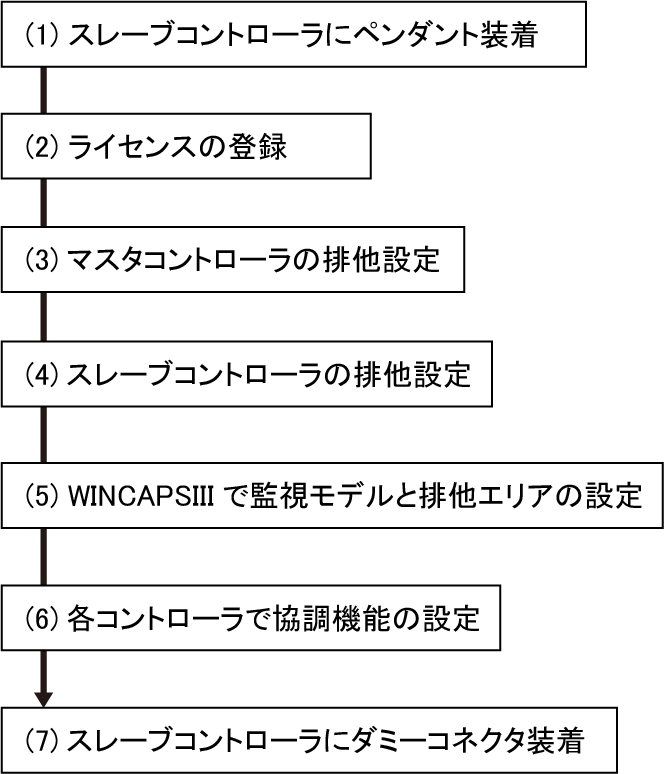 (1) スレーブコントローラにペンダント装着
(2) ライセンスの登録
(3) マスタコントローラの排他設定
(4) スレーブコントローラの排他設定
(5) WINCAPSIII で監視モデルと排他エリアの設定
(6) 各コントローラで協調機能の設定
(7) スレーブコントローラにダミーコネクタ装着